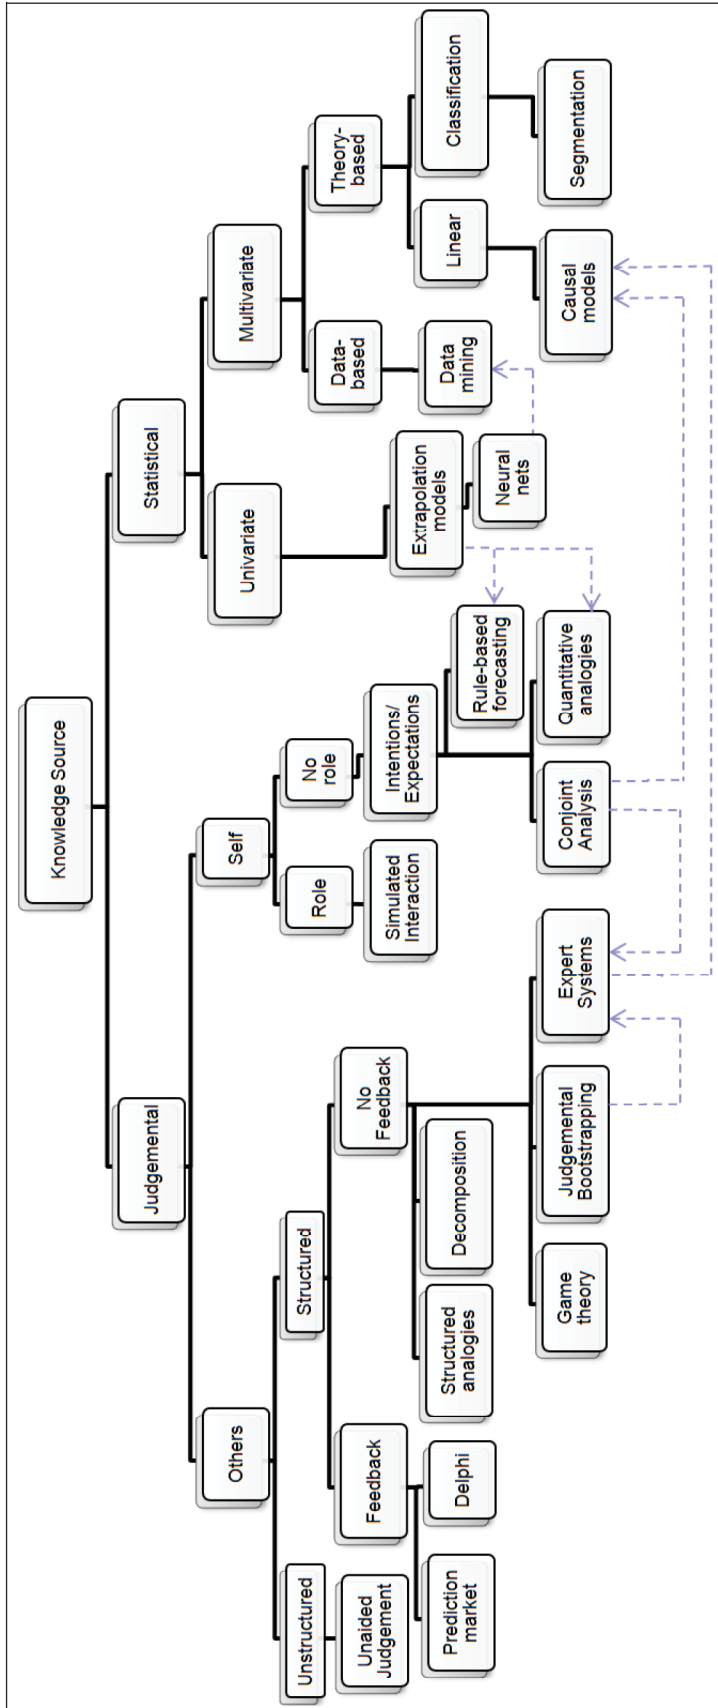 Knowledge Source
Judgemental
Statistical
Others
Self
Univariate
Multivariate
Unstructured
Structured
Role
No
role
Data-
based
Theory-
based
Unaided
Judgement
Feedback
No
Feedback
Simulated
Interaction
Intentions/
Expectations
Extrapolation
models
Data
mining
Linear
Classification
Prediction
market
Delphi
Structured
analogies
Decomposition
Rule-based
forecasting
Neural
nets
Game
theory
Judgemental
Bootstrapping
Expert
Systems
Conjoint
Analysis
Quantitative
analogies
Causal
models
Segmentation